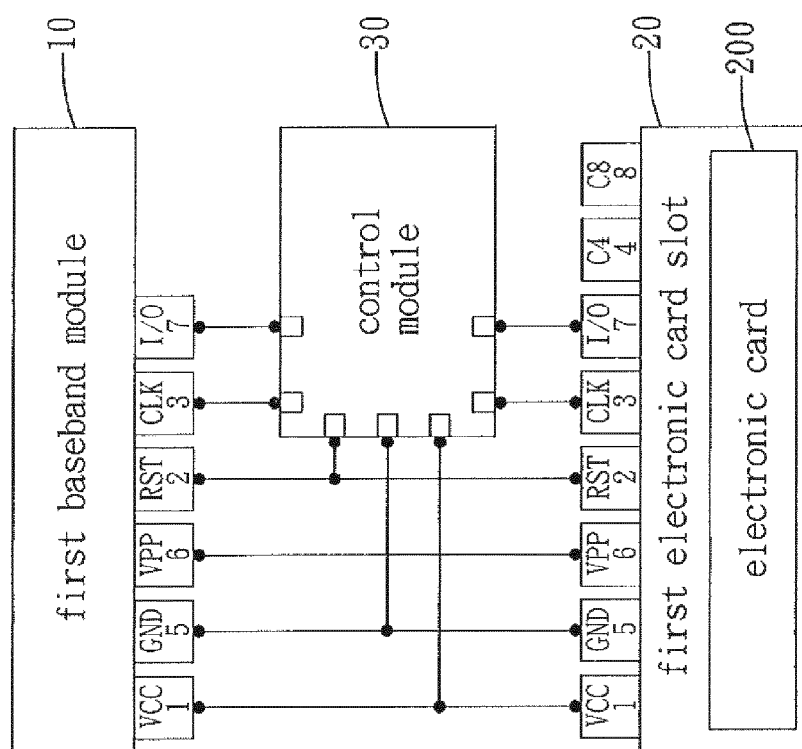 10
first baseband module
VCC
1
GND
5
VPP
6
RST
2
CLK
3
I/O
7
30
control
module
VCC
1
GND
5
VPP
6
RST
2
CLK
3
I/O
7
C4
4
C8
8
20
first electronic card slot
200
electronic card